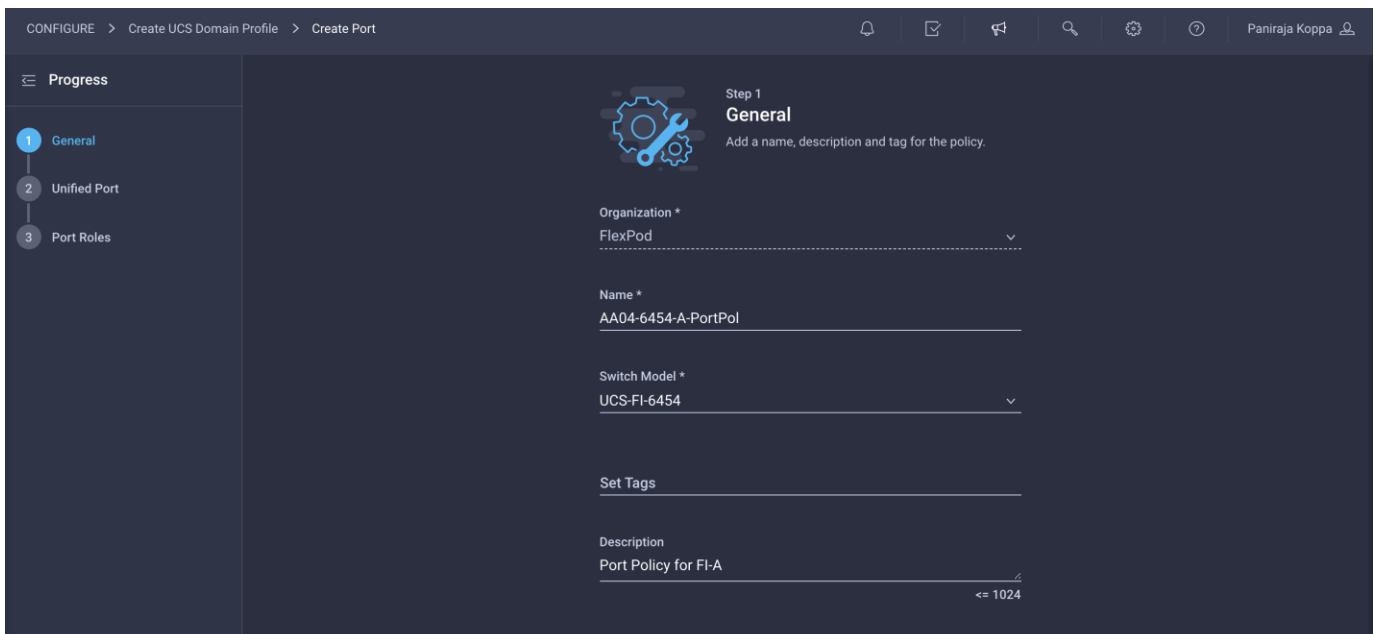 CONFIGURE > Create UCS Domain Profile > Create Port
Paniraja Koppa
Progress
1 General
2 Unified Port
3 Port Roles
Step 1
General
Add a name, description and tag for the policy.
Organization *
FlexPod
Name *
AA04-6454-A-PortPol
Switch Model *
UCS-FI-6454
Set Tags
Description
Port Policy for FI-A
<= 1024